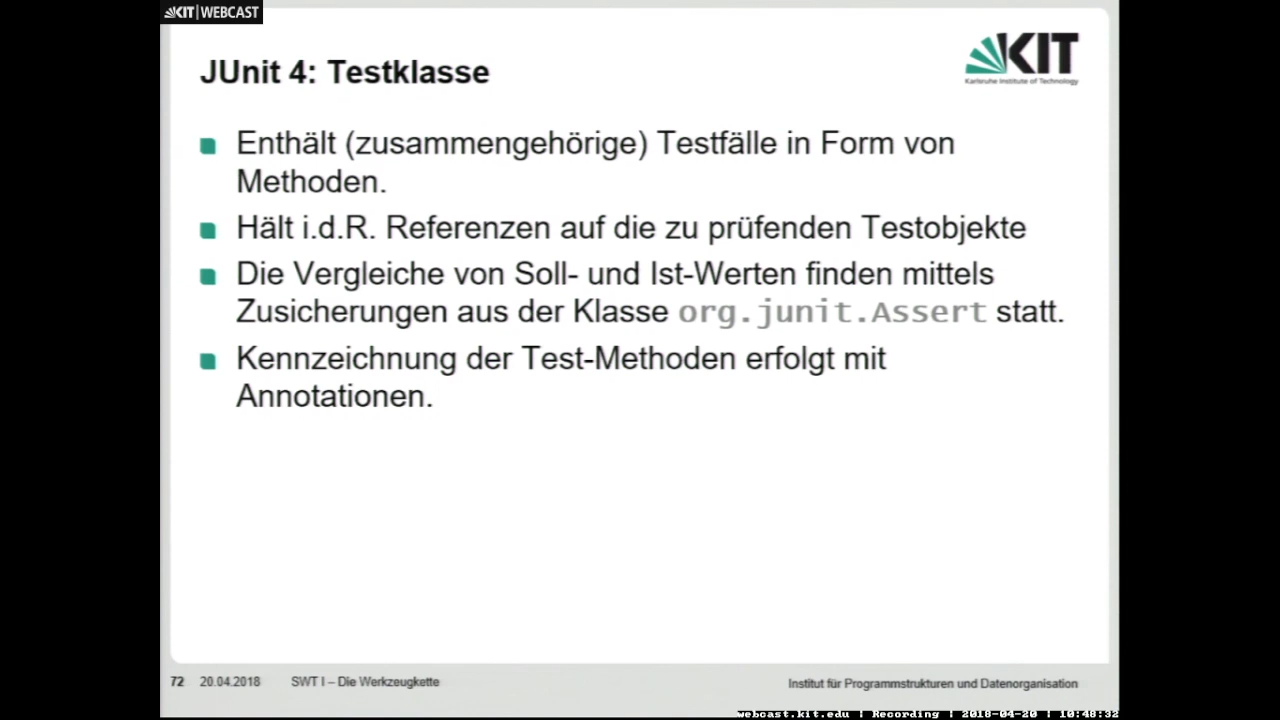 KIT | WEBCAST
JUnit 4: Testklasse
KIT
Karlsruhe Institute of Technology
Enthält (zusammengehörige) Testfälle in Form von
Methoden.
Hält i.d.R. Referenzen auf die zu prüfenden Testobjekte
Die Vergleiche von Soll- und Ist-Werten finden mittels
Zusicherungen aus der Klasse org.junit.Assert statt.
Kennzeichnung der Test-Methoden erfolgt mit
Annotationen.
72 20.04.2018 SWT I – Die Werkzeugkette
Institut für Programmstrukturen und Datenorganisation
webcast.kit.edu | Recording | 2018-04-20 | 10:48:32